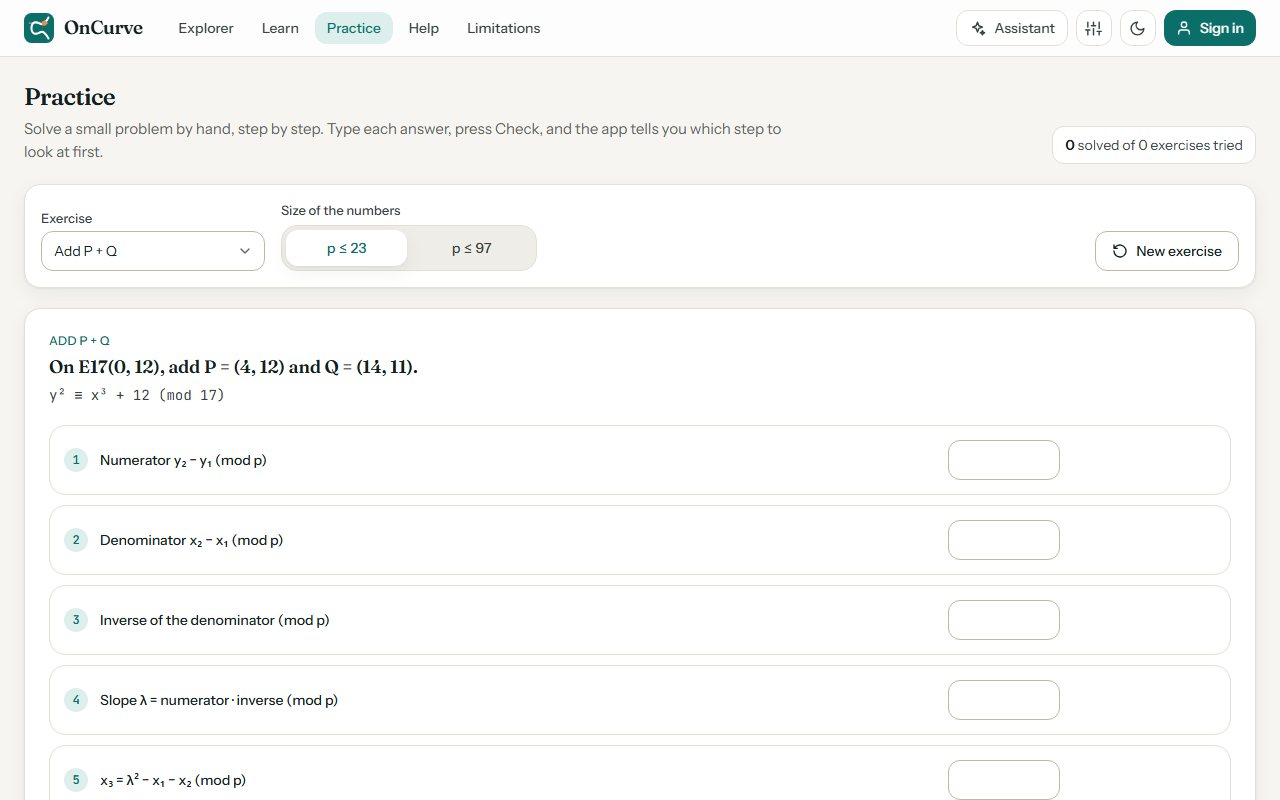 OnCurve
Explorer
Learn
Practice
Help
Limitations
Assistant
Sign in
Practice
Solve a small problem by hand, step by step. Type each answer, press Check, and the app tells you which step to
look at first.
0 solved of 0 exercises tried
Exercise
Size of the numbers
Add P + Q
p ≤ 23
p ≤ 97
New exercise
ADD P + Q
On E17(0, 12), add P = (4, 12) and Q = (14, 11).
y² ≡ x³ + 12 (mod 17)
1 Numerator y₂ − y₁ (mod p)
2 Denominator x₂ − x₁ (mod p)
3 Inverse of the denominator (mod p)
4 Slope λ = numerator · inverse (mod p)
5 x₃ = λ² − x₁ − x₂ (mod p)